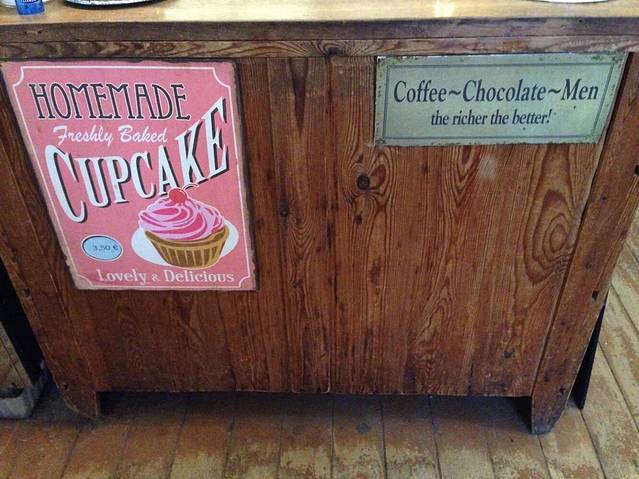 HOMEMADE
Freshly Baked
CUPCAKE
3,50 €
Lovely & Delicious
Coffee~Chocolate~Men
the richer the better!